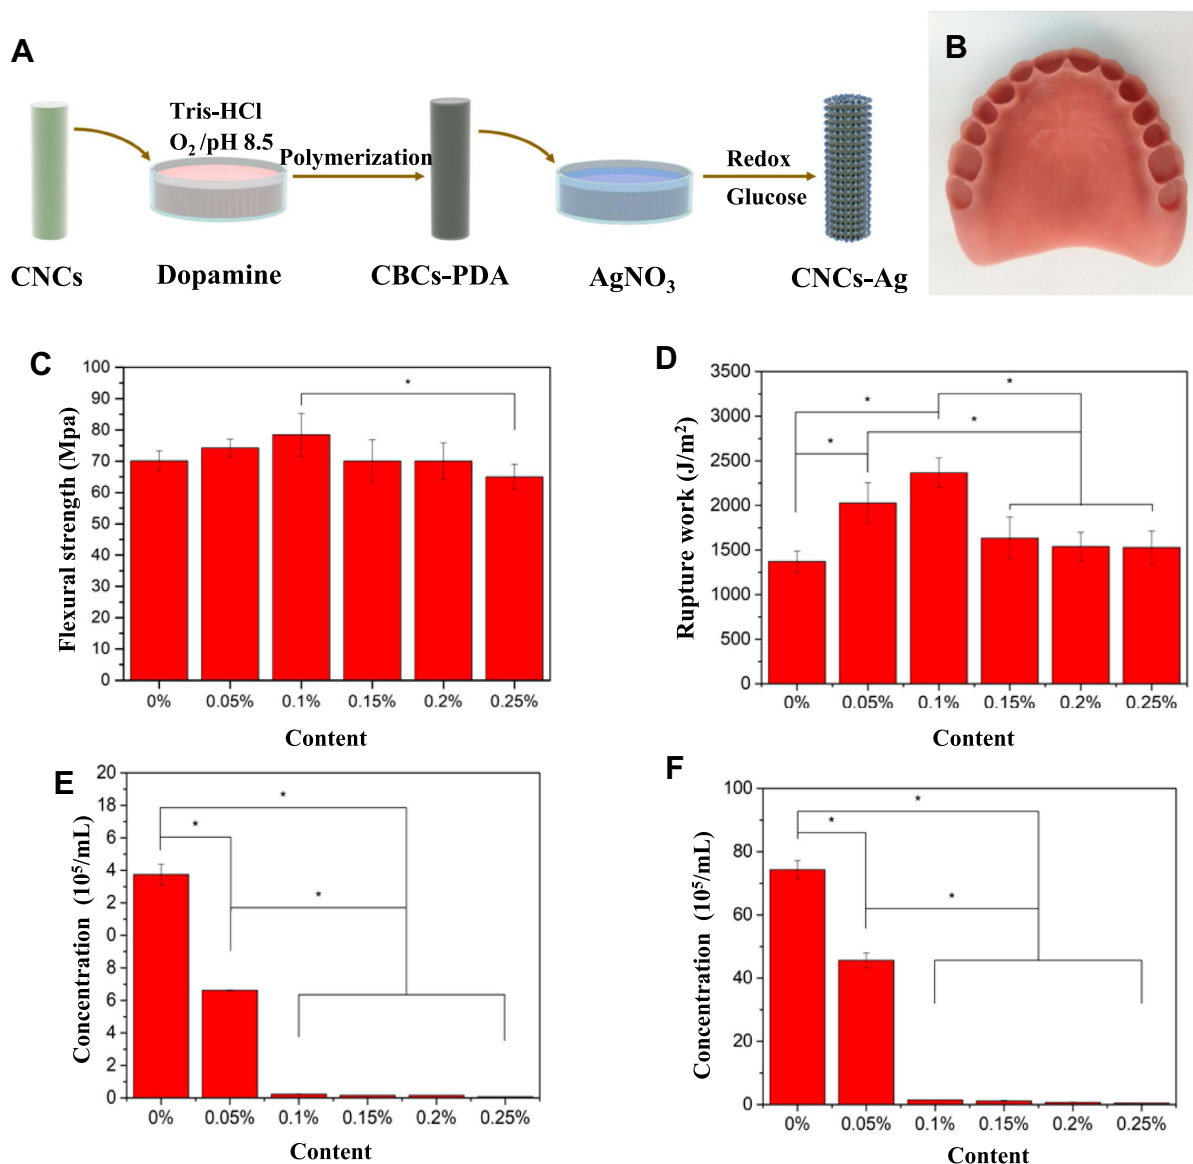 A
B
Tris-HCl
O₂/pH 8.5
Polymerization
Redox
Glucose
CNCs
Dopamine
CBCs-PDA
AgNO₃
CNCs-Ag
C
Flexural strength (Mpa)
100
90
80
70
60
50
40
30
20
10
0
*
0% 0.05% 0.1% 0.15% 0.2% 0.25%
Content
D
Rupture work (J/m²)
3500
3000
2500
2000
1500
1000
500
0
*
*
*
*
0% 0.05% 0.1% 0.15% 0.2% 0.25%
Content
E
Concentration (10⁵/mL)
20
8
6
4
2
0
8
6
4
2
0
*
*
*
0% 0.05% 0.1% 0.15% 0.2% 0.25%
Content
F
Concentration (10⁵/mL)
100
80
60
40
20
0
*
*
*
0% 0.05% 0.1% 0.15% 0.2% 0.25%
Content